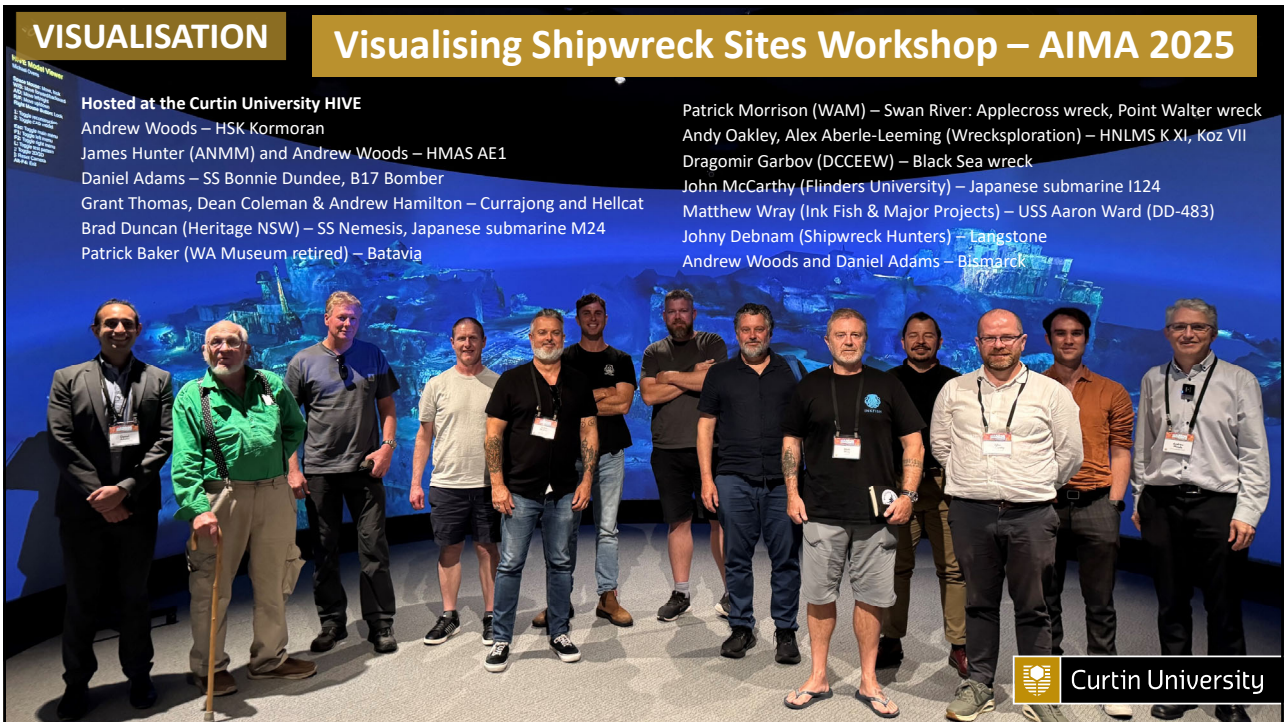 VISUALISATION
Visualising Shipwreck Sites Workshop – AIMA 2025
HIVE Model Viewer
Hosted at the Curtin University HIVE
Andrew Woods – HSK Kormoran
James Hunter (ANMM) and Andrew Woods – HMAS AE1
Daniel Adams – SS Bonnie Dundee, B17 Bomber
Grant Thomas, Dean Coleman & Andrew Hamilton – Currajong and Hellcat
Brad Duncan (Heritage NSW) – SS Nemesis, Japanese submarine M24
Patrick Baker (WA Museum retired) – Batavia
Patrick Morrison (WAM) – Swan River: Applecross wreck, Point Walter wreck
Andy Oakley, Alex Aberle-Leeming (Wrecksploration) – HNLMS K XI, Koz VII
Dragomir Garbov (DCCEEW) – Black Sea wreck
John McCarthy (Flinders University) – Japanese submarine I124
Matthew Wray (Ink Fish & Major Projects) – USS Aaron Ward (DD-483)
Johny Debnam (Shipwreck Hunters) – Langstone
Andrew Woods and Daniel Adams – Bismarck
Curtin University